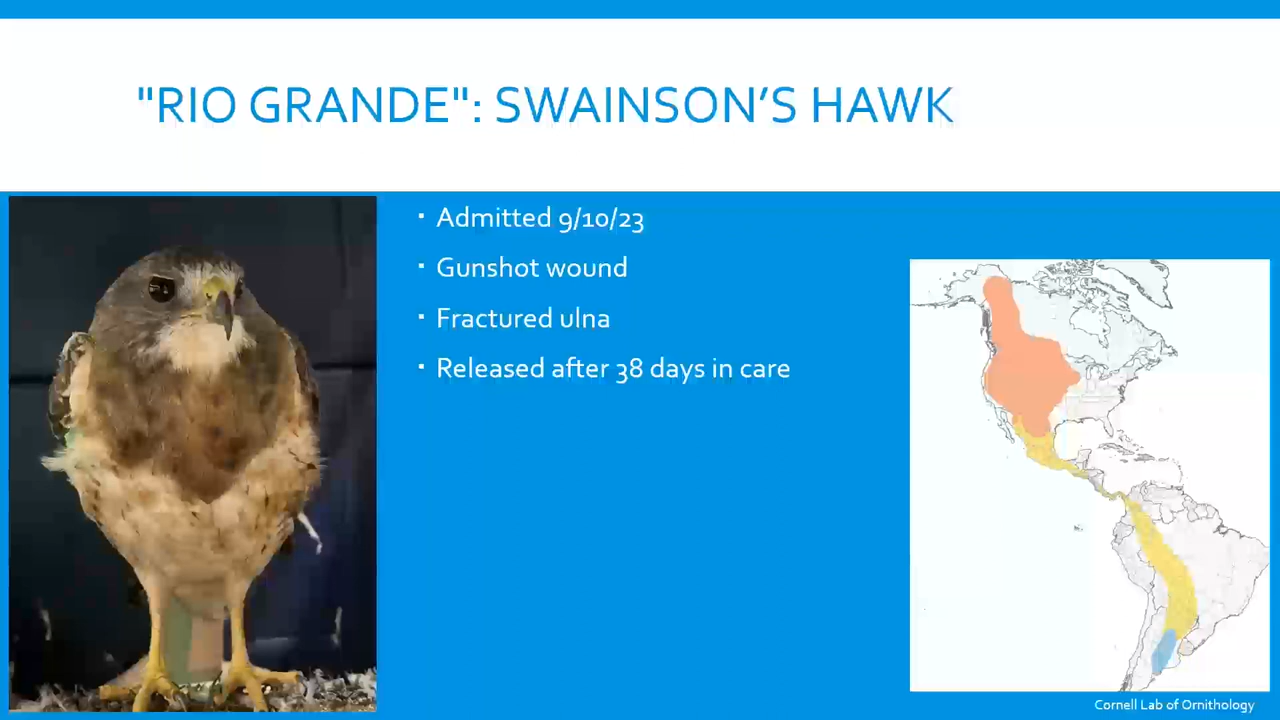 "RIO GRANDE": SWAINSON’S HAWK
▪ Admitted 9/10/23
▪ Gunshot wound
▪ Fractured ulna
▪ Released after 38 days in care
Cornell Lab of Ornithology